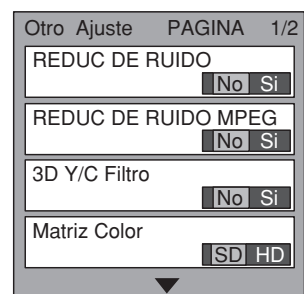 Otro Ajuste PAGINA 1/2
REDUC DE RUIDO
No Si
REDUC DE RUIDO MPEG
No Si
3D Y/C Filtro
No Si
Matriz Color
SD HD